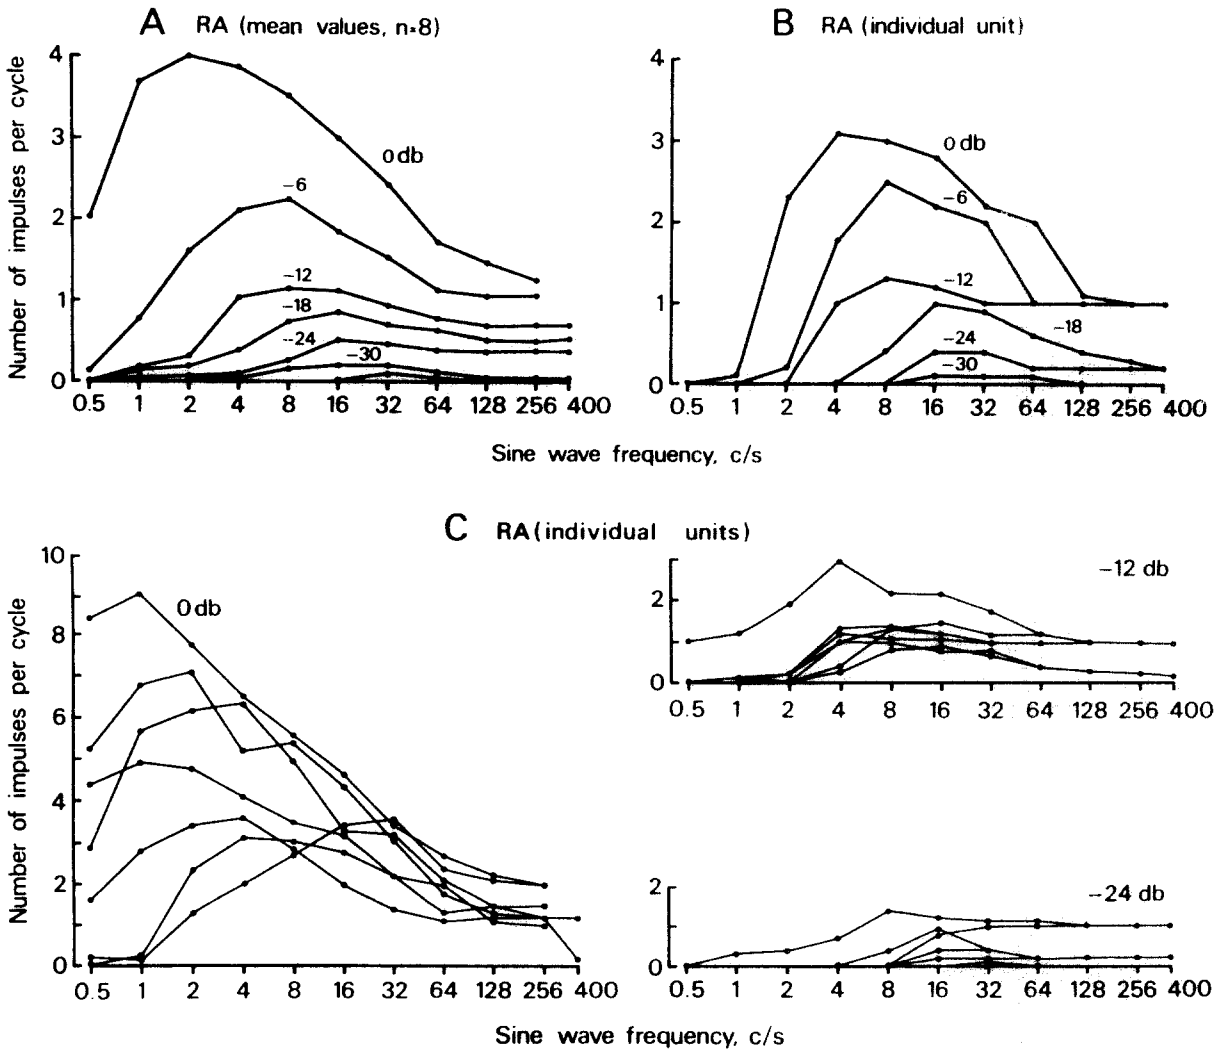 A RA (mean values, n=8)
Number of impulses per cycle
4
3
2
1
0
0 db
-6
-12
-18
-24
-30
0.5 1 2 4 8 16 32 64 128 256 400
B RA (individual unit)
4
3
2
1
0
0 db
-6
-12
-18
-24
-30
0.5 1 2 4 8 16 32 64 128 256 400
Sine wave frequency, c/s
C RA (individual units)
Number of impulses per cycle
10
8
6
4
2
0
0 db
0.5 1 2 4 8 16 32 64 128 256 400
-12 db
2
1
0
0.5 1 2 4 8 16 32 64 128 256 400
-24 db
2
0
0.5 1 2 4 8 16 32 64 128 256 400
Sine wave frequency, c/s